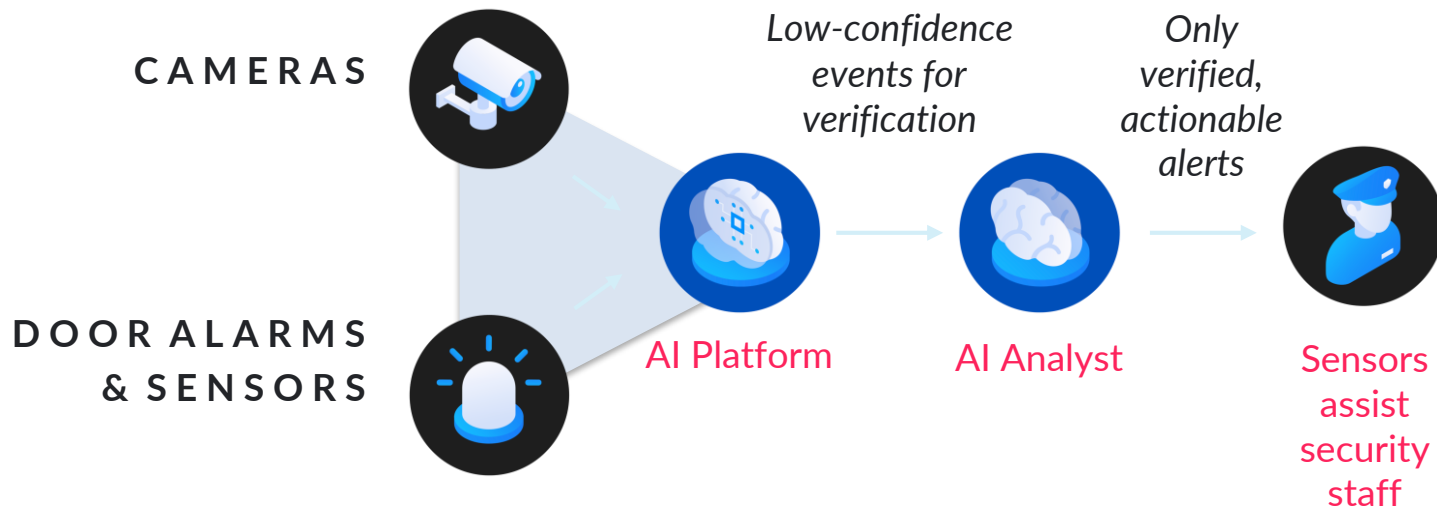 CAMERAS
DOOR ALARMS
& SENSORS
Low-confidence
events for
verification
Only
verified,
actionable
alerts
AI Platform
AI Analyst
Sensors
assist
security
staff